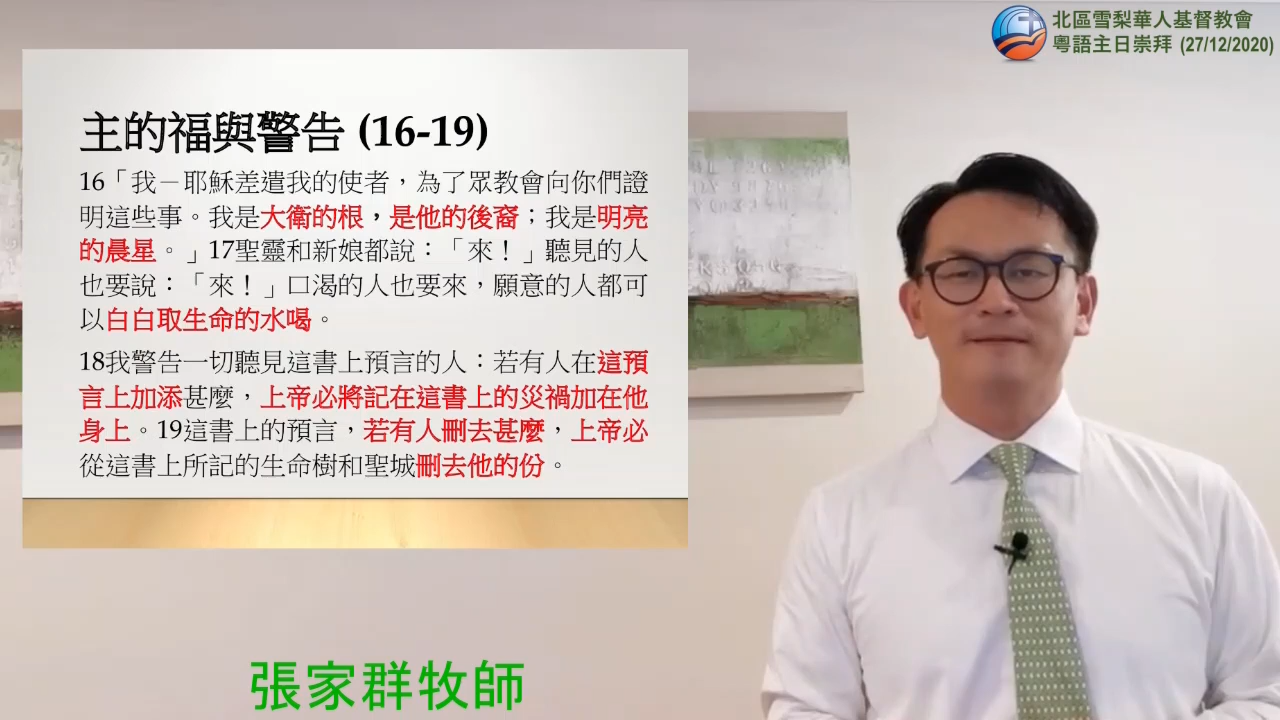 北區雪梨華人基督教會
粵語主日崇拜 (27/12/2020)
主的福與警告 (16-19)
16「我－耶穌差遣我的使者，為了眾教會向你們證
明這些事。我是大衛的根，是他的後裔；我是明亮
的晨星。」17聖靈和新娘都說：「來！」聽見的人
也要說：「來！」口渴的人也要來，願意的人都可
以白白取生命的水喝。
18我警告一切聽見這書上預言的人：若有人在這預
言上加添甚麼，上帝必將記在這書上的災禍加在他
身上。19這書上的預言，若有人刪去甚麼，上帝必
從這書上所記的生命樹和聖城刪去他的份。
張家群牧師